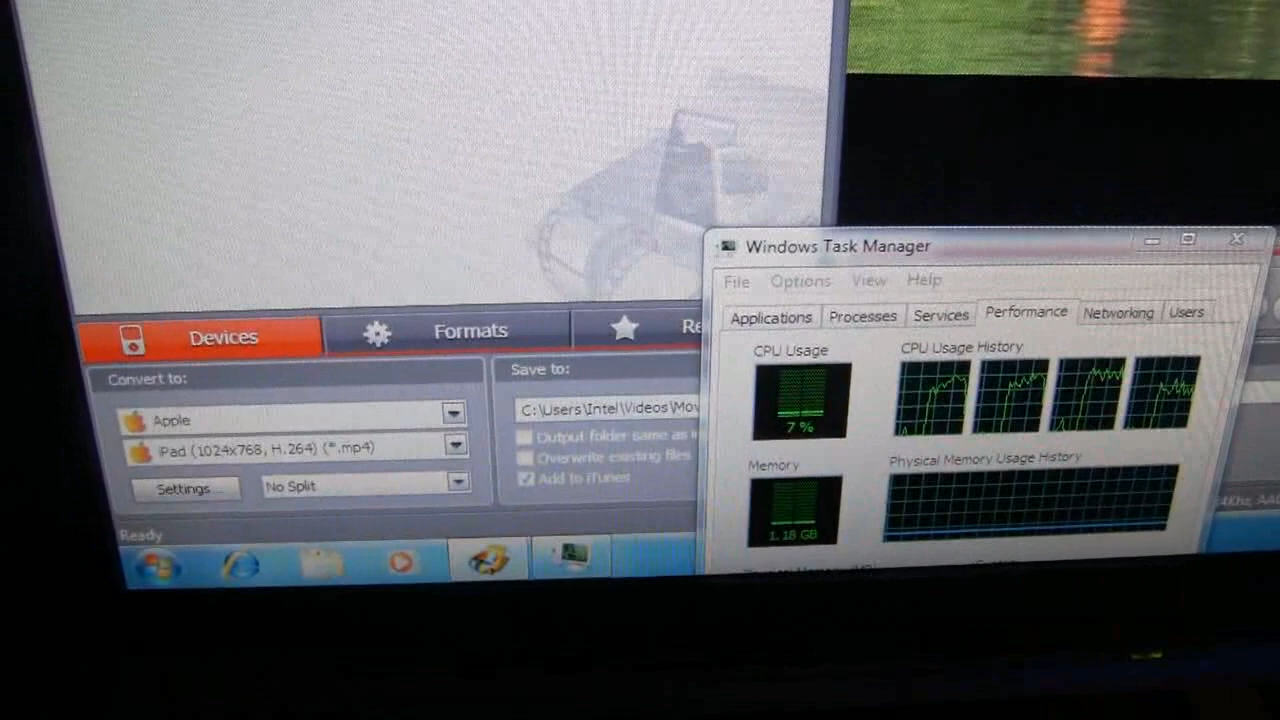 Windows Task Manager
File Options View Help
Applications Processes Services Performance Networking Users
CPU Usage
CPU Usage History
7 %
Memory
Physical Memory Usage History
1.18 GB
Devices
Formats
Re
Convert to:
Apple
iPad (1024x768, H.264) (*.mp4)
Settings...
No Split
Save to:
C:\Users\Intel\Videos\Mov
Output folder same as
Overwrite existing files
Add to iTunes
Ready